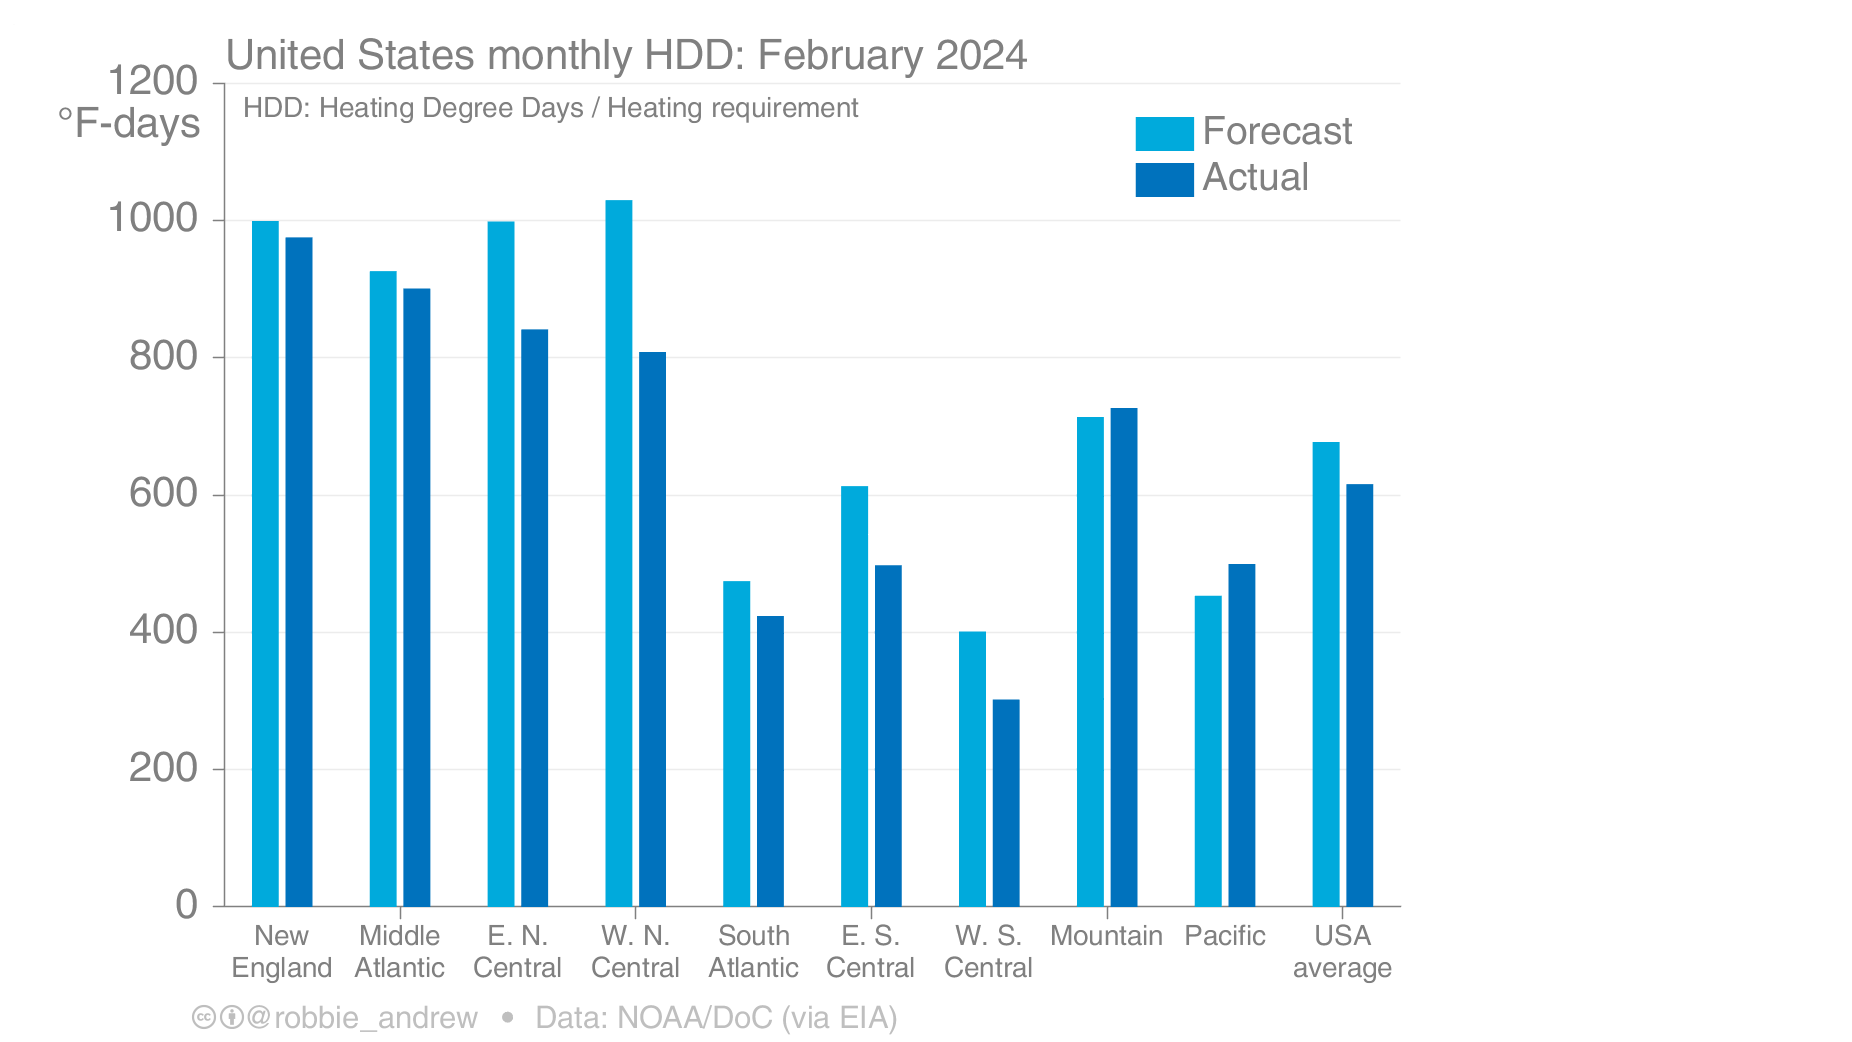 United States monthly HDD: February 2024
1200
°F-days
HDD: Heating Degree Days / Heating requirement
Forecast
Actual
1000
800
600
400
200
0
New England
Middle Atlantic
E. N. Central
W. N. Central
South Atlantic
E. S. Central
W. S. Central
Mountain
Pacific
USA average
cc @robbie_andrew • Data: NOAA/DoC (via EIA)